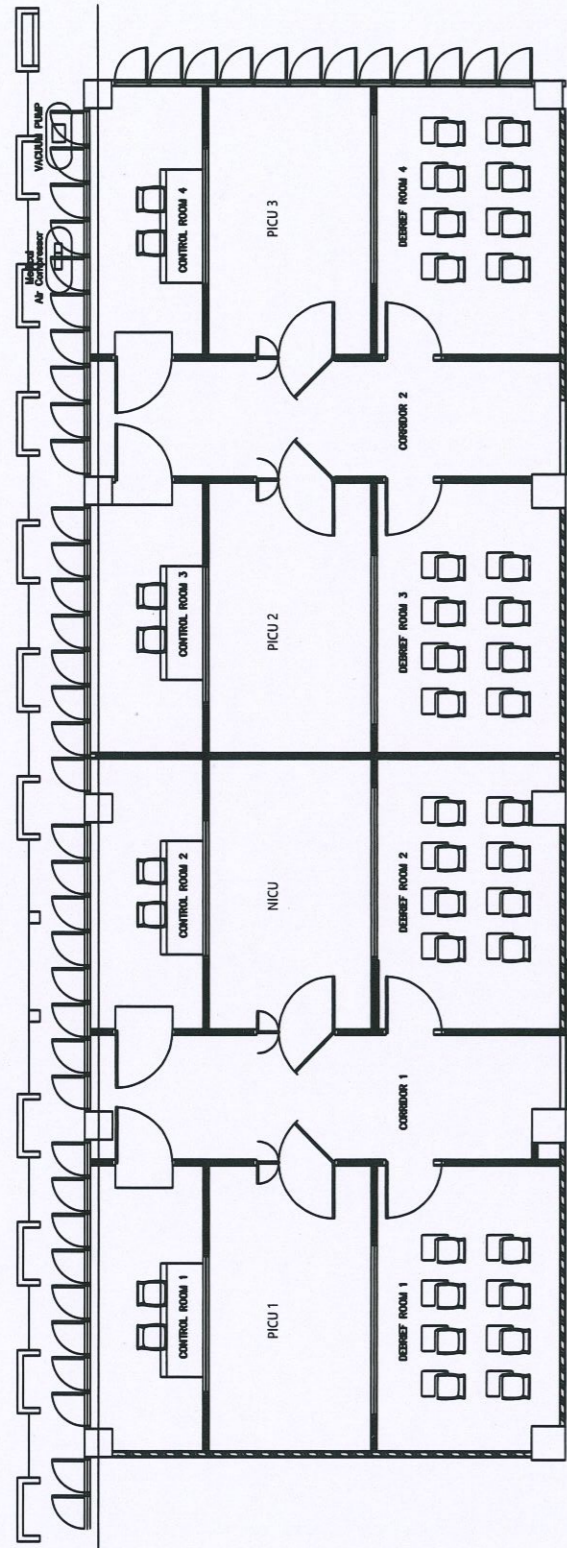 VACUUM PUMP
Medical
Air Compressor
CONTROL ROOM 4
PICU 3
DEBRIEF ROOM 4
CORRIDOR 2
CONTROL ROOM 3
PICU 2
DEBRIEF ROOM 3
CONTROL ROOM 2
NICU
DEBRIEF ROOM 2
CORRIDOR 1
CONTROL ROOM 1
PICU 1
DEBRIEF ROOM 1